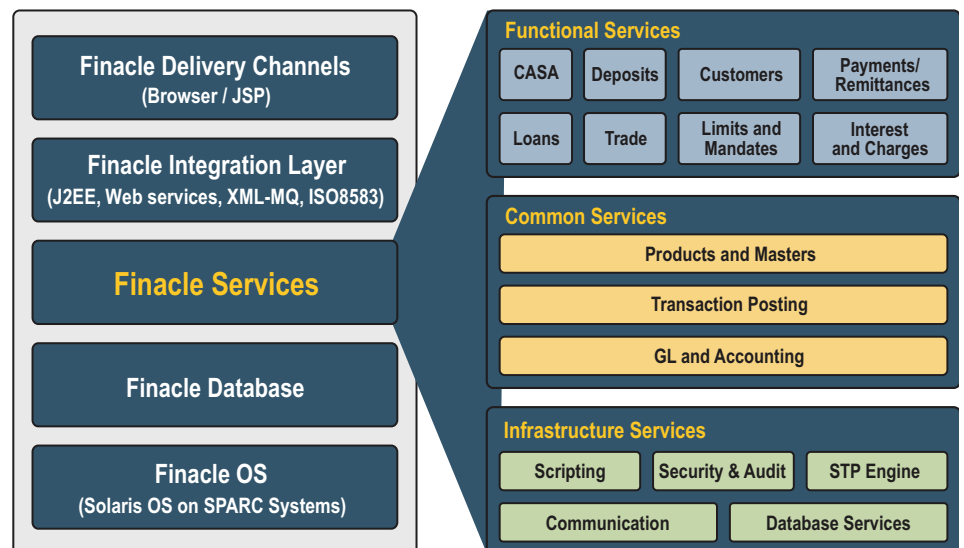 Finacle Delivery Channels
(Browser / JSP)
Finacle Integration Layer
(J2EE, Web services, XML-MQ, ISO8583)
Finacle Services
Finacle Database
Finacle OS
(Solaris OS on SPARC Systems)
Functional Services
CASA
Deposits
Customers
Payments/
Remittances
Loans
Trade
Limits and
Mandates
Interest
and Charges
Common Services
Products and Masters
Transaction Posting
GL and Accounting
Infrastructure Services
Scripting
Security & Audit
STP Engine
Communication
Database Services